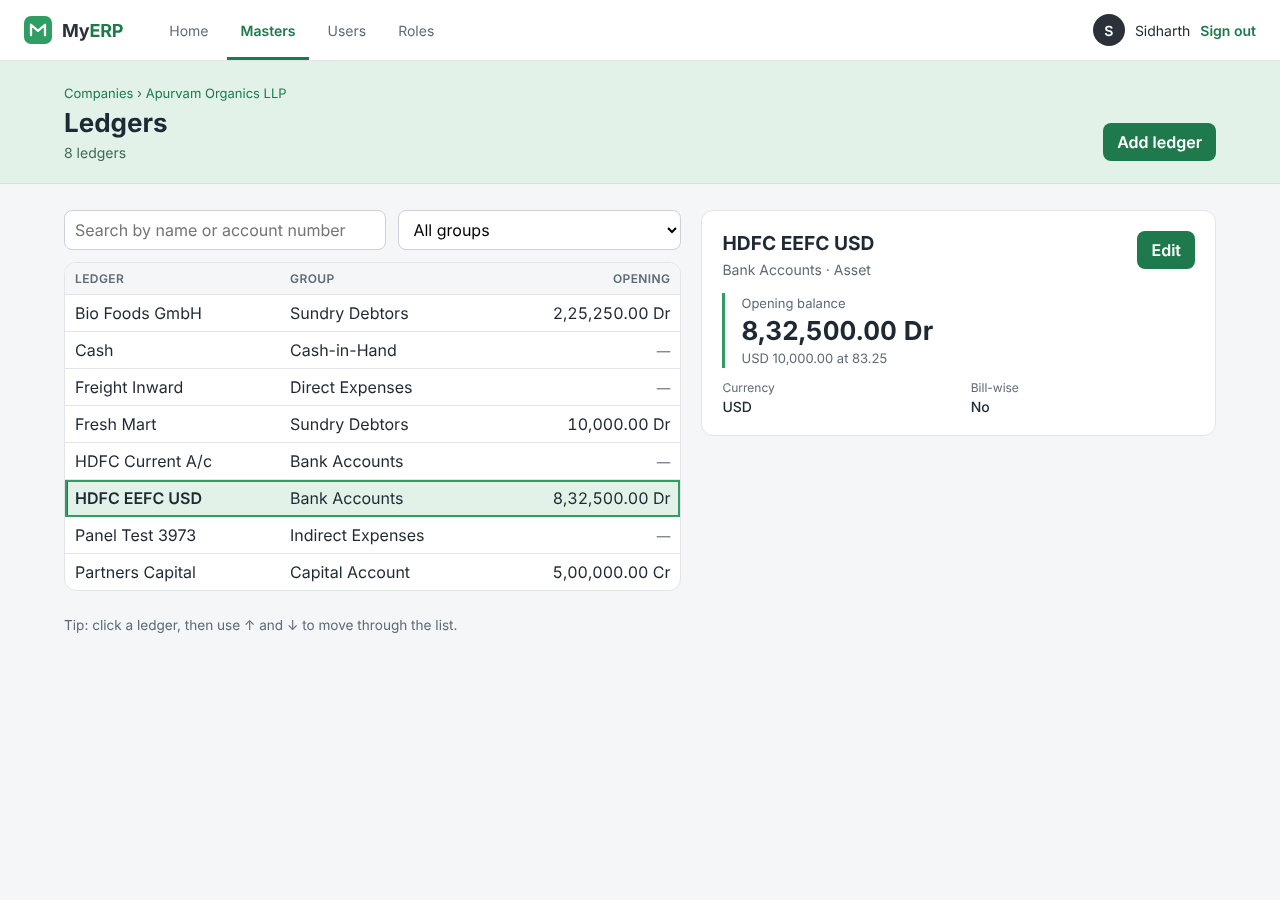 MyERP Home Masters Users Roles S Sidharth Sign out
Companies › Apurvam Organics LLP
Ledgers
8 ledgers
Add ledger
Search by name or account number All groups
LEDGER GROUP OPENING
Bio Foods GmbH Sundry Debtors 2,25,250.00 Dr
Cash Cash-in-Hand —
Freight Inward Direct Expenses —
Fresh Mart Sundry Debtors 10,000.00 Dr
HDFC Current A/c Bank Accounts —
HDFC EEFC USD Bank Accounts 8,32,500.00 Dr
Panel Test 3973 Indirect Expenses —
Partners Capital Capital Account 5,00,000.00 Cr
Tip: click a ledger, then use ↑ and ↓ to move through the list.
HDFC EEFC USD
Edit
Bank Accounts · Asset
Opening balance
8,32,500.00 Dr
USD 10,000.00 at 83.25
Currency Bill-wise
USD No